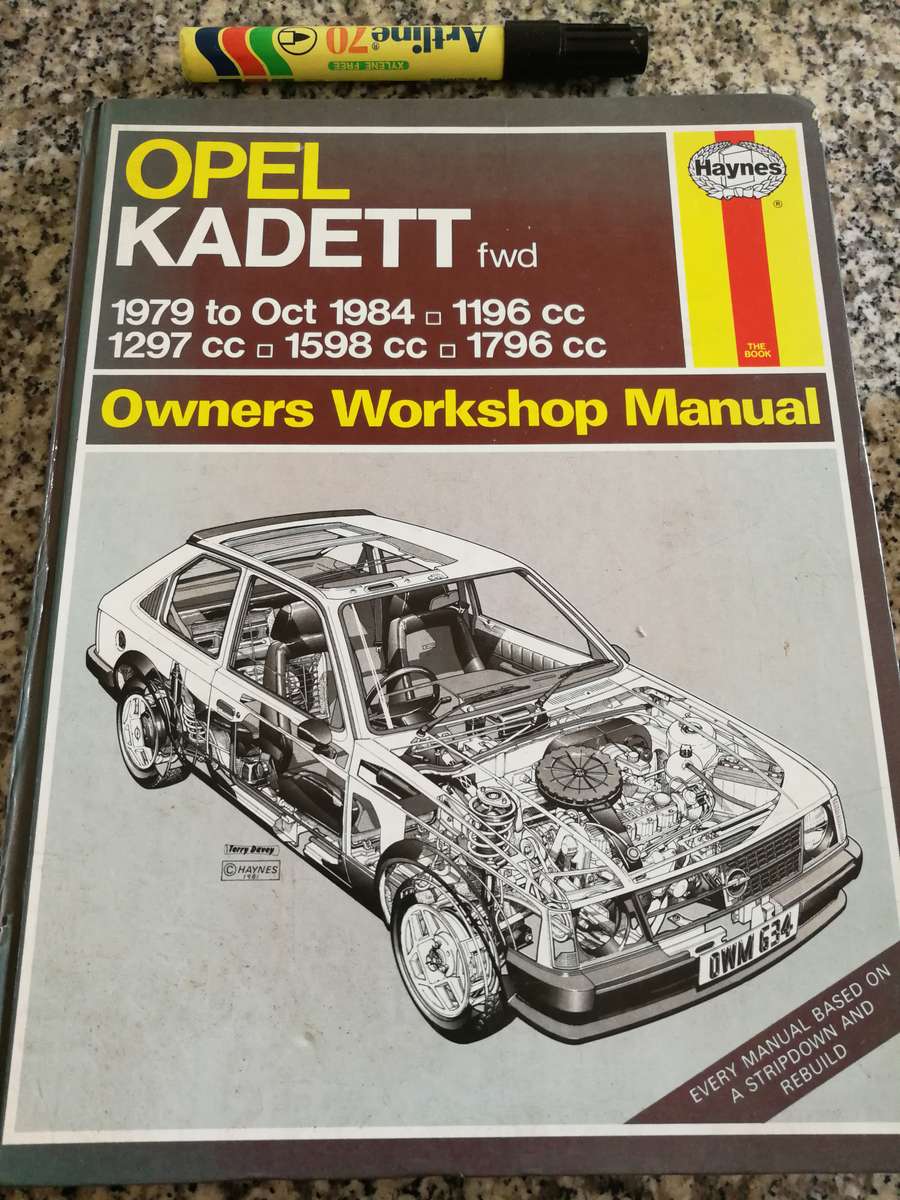 Artline®
70
XYLENE FREE
OPEL
KADETT fwd
1979 to Oct 1984 □ 1196 cc
1297 cc □ 1598 cc □ 1796 cc
Haynes
®
THE
BOOK
Owners Workshop Manual
Terry Davey
© HAYNES
1981
OWM 634
EVERY MANUAL BASED ON
A STRIPDOWN AND
REBUILD